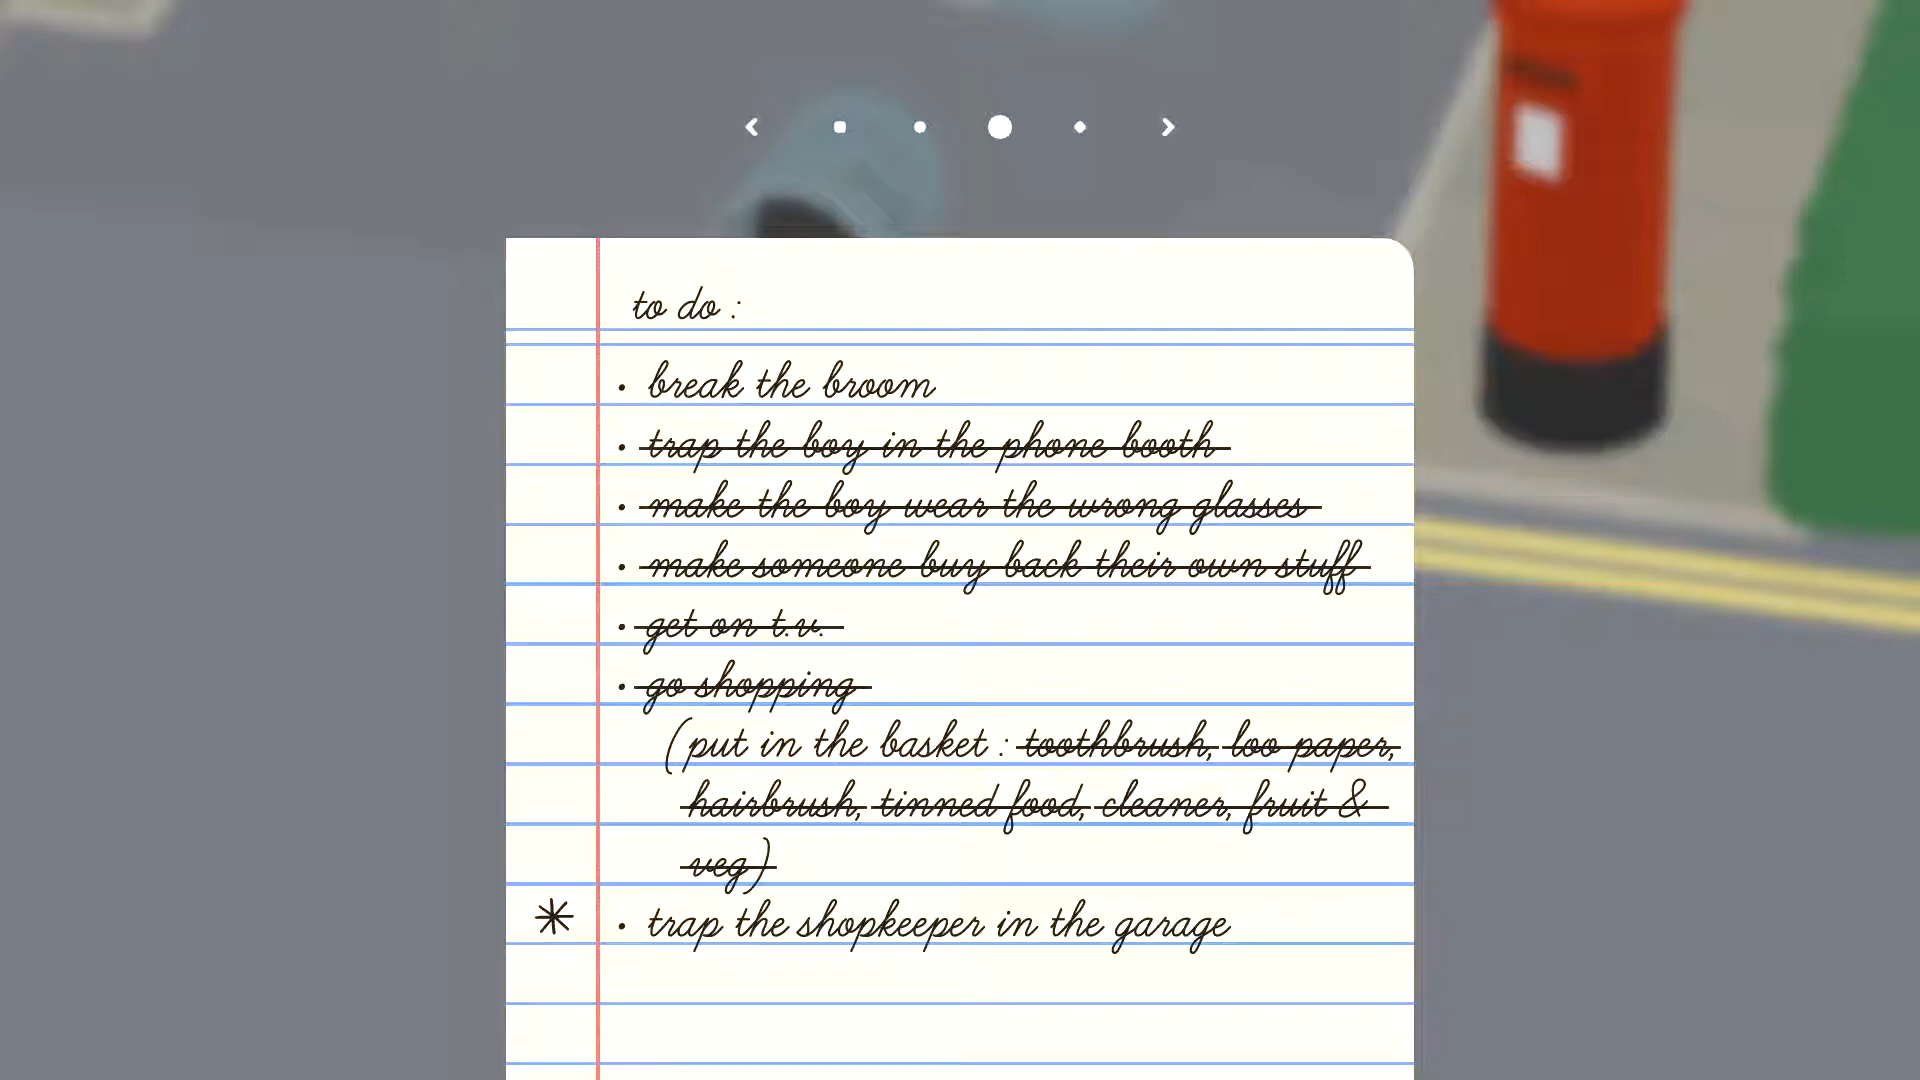 to do :
• break the broom
• trap the boy in the phone booth
• make the boy wear the wrong glasses
• make someone buy back their own stuff
• get on t.v.
• go shopping
(put in the basket : toothbrush, loo paper,
hairbrush, tinned food, cleaner, fruit &
veg)
* • trap the shopkeeper in the garage